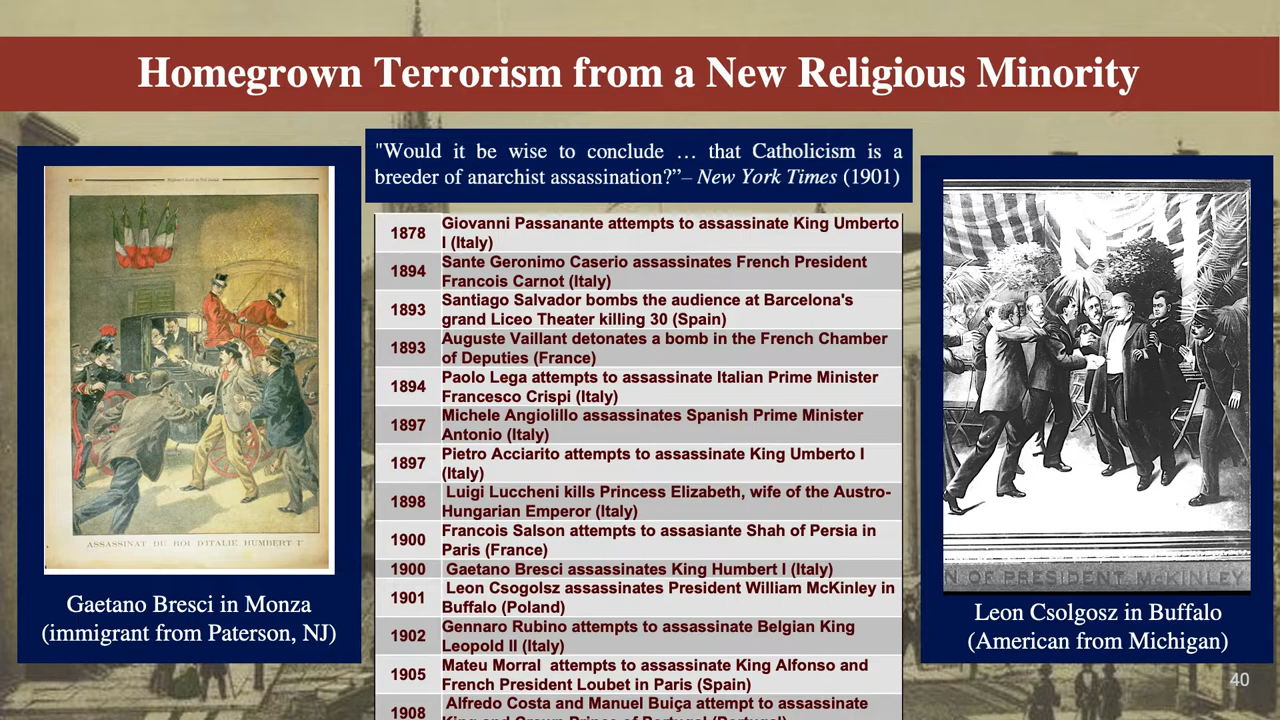 Homegrown Terrorism from a New Religious Minority
"Would it be wise to conclude … that Catholicism is a
breeder of anarchist assassination?”– New York Times (1901)
ASSASSINAT DU ROI D'ITALIE HUMBERT Iᵉʳ
Gaetano Bresci in Monza
(immigrant from Paterson, NJ)
1878 Giovanni Passanante attempts to assassinate King Umberto
I (Italy)
1894 Sante Geronimo Caserio assassinates French President
Francois Carnot (Italy)
1893 Santiago Salvador bombs the audience at Barcelona's
grand Liceo Theater killing 30 (Spain)
1893 Auguste Vaillant detonates a bomb in the French Chamber
of Deputies (France)
1894 Paolo Lega attempts to assassinate Italian Prime Minister
Francesco Crispi (Italy)
1897 Michele Angiolillo assassinates Spanish Prime Minister
Antonio (Italy)
1897 Pietro Acciarito attempts to assassinate King Umberto I
(Italy)
1898 Luigi Luccheni kills Princess Elizabeth, wife of the Austro-
Hungarian Emperor (Italy)
1900 Francois Salson attempts to assasiante Shah of Persia in
Paris (France)
1900 Gaetano Bresci assassinates King Humbert I (Italy)
1901 Leon Csogolsz assassinates President William McKinley in
Buffalo (Poland)
1902 Gennaro Rubino attempts to assassinate Belgian King
Leopold II (Italy)
1905 Mateu Morral attempts to assassinate King Alfonso and
French President Loubet in Paris (Spain)
1908 Alfredo Costa and Manuel Buiça attempt to assassinate
King and Crown Prince of Portugal (Portugal)
N OF PRESIDENT McKINLEY
Leon Csolgosz in Buffalo
(American from Michigan)
40